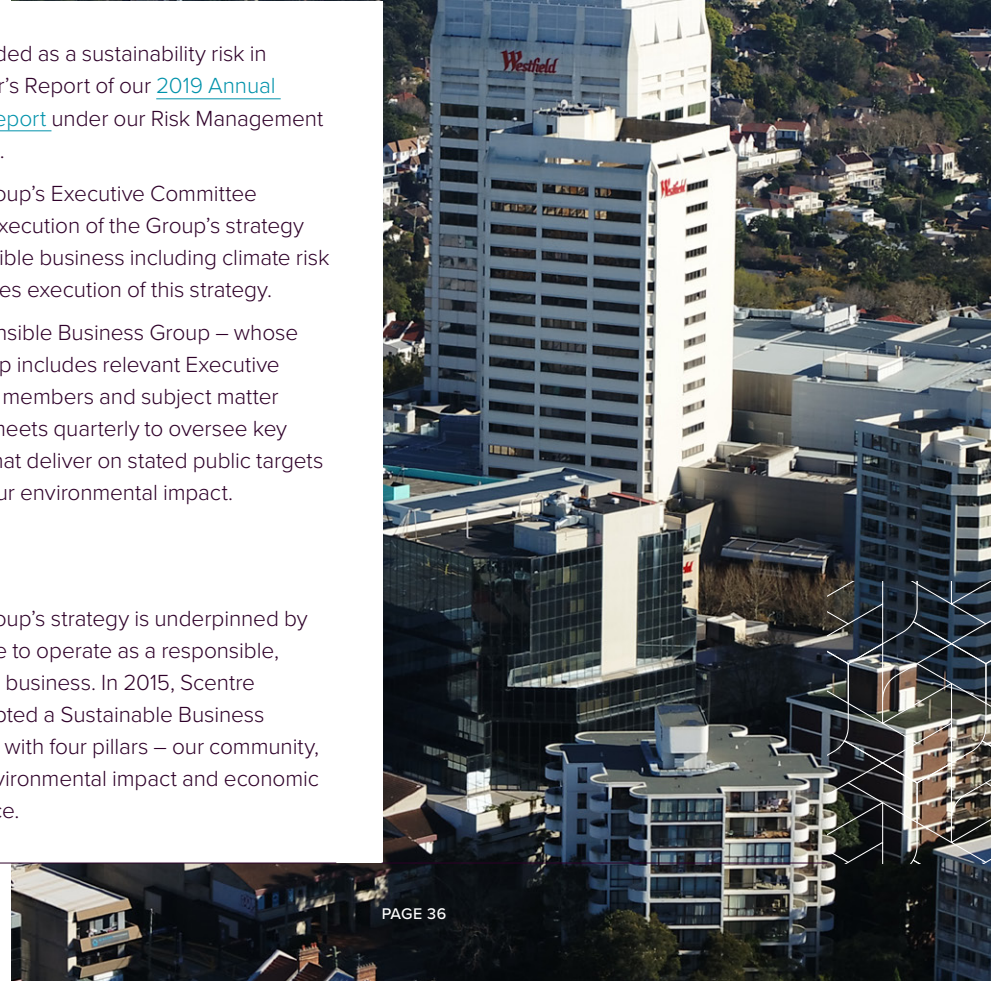 ded as a sustainability risk in
r's Report of our 2019 Annual
eport under our Risk Management
.
oup's Executive Committee
xecution of the Group's strategy
ible business including climate risk
es execution of this strategy.
nsible Business Group – whose
p includes relevant Executive
members and subject matter
meets quarterly to oversee key
hat deliver on stated public targets
ur environmental impact.
oup's strategy is underpinned by
e to operate as a responsible,
business. In 2015, Scentre
pted a Sustainable Business
with four pillars – our community,
vironmental impact and economic
ce.
Westfield
Westfield
PAGE 36